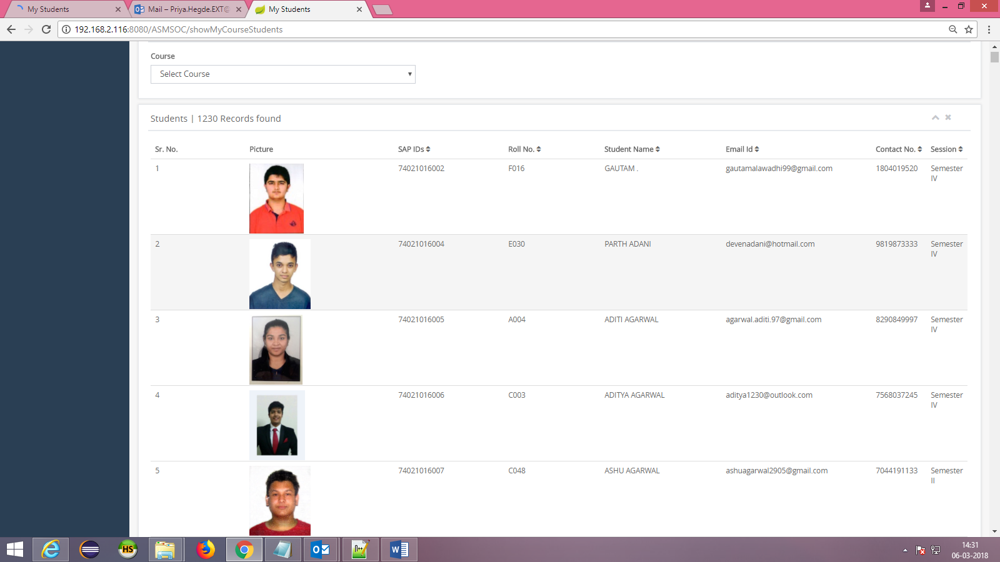 My Students
Mail – Priya.Hegde.EXT@
My Students
192.168.2.116:8080/ASMSOC/showMyCourseStudents
Course
Select Course
Students | 1230 Records found
Sr. No. Picture SAP IDs Roll No. Student Name Email Id Contact No. Session
1 74021016002 F016 GAUTAM . gautamalawadhi99@gmail.com 1804019520 Semester
IV
2 74021016004 E030 PARTH ADANI devenadani@hotmail.com 9819873333 Semester
IV
3 74021016005 A004 ADITI AGARWAL agarwal.aditi.97@gmail.com 8290849997 Semester
IV
4 74021016006 C003 ADITYA AGARWAL aditya1230@outlook.com 7568037245 Semester
IV
5 74021016007 C048 ASHU AGARWAL ashuagarwal2905@gmail.com 7044191133 Semester
II
HS
14:31
06-03-2018